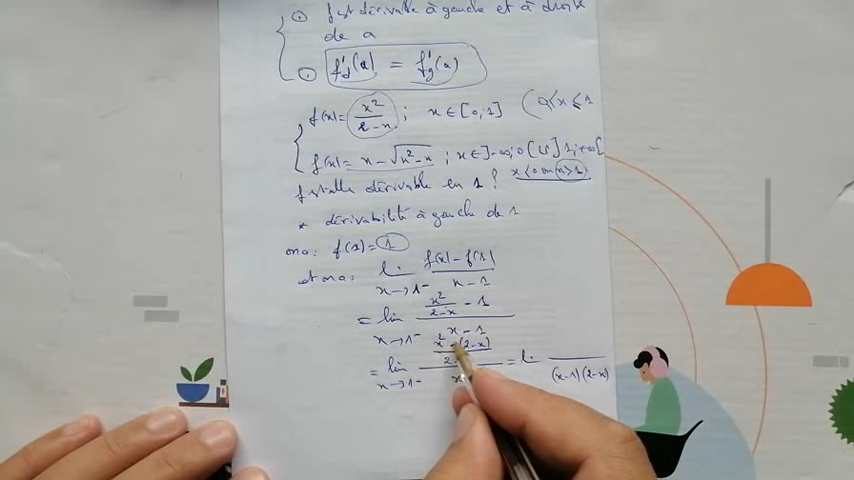 ① f est dérivable à gauche et à droite
de a
② f'd(a) = f'g(a)
f(x) = x²/(2-x) ; x ∈ [0,1] (0 ≤ x ≤ 1
f(x) = x - √(x²-x) ; x ∈ ]-∞;0[ U ]1;+∞[
f est elle dérivable en 1 ? x<0 ou x>1
* dérivabilité à gauche de 1
on a : f(1) = 1
et on a : lim x→1⁻ (f(x) - f(1))/(x-1)
= lim x→1⁻ (x²/(2-x) - 1)/(x-1)
= lim x→1⁻ = li (x-1)(2-x)